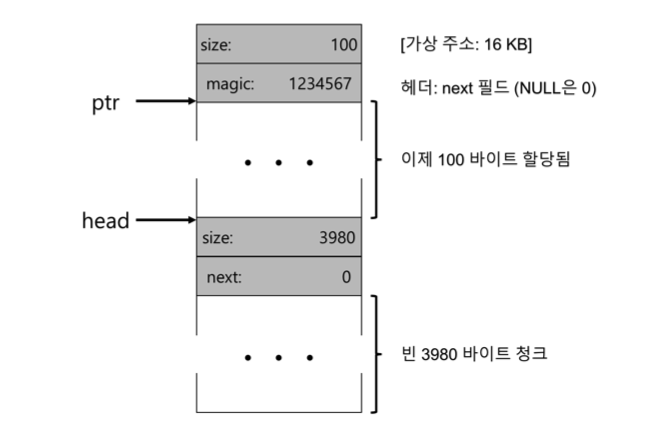 size: 100 [가상 주소: 16 KB]
magic: 1234567 헤더: next 필드 (NULL은 0)
ptr
이제 100 바이트 할당됨
head
size: 3980
next: 0
빈 3980 바이트 청크